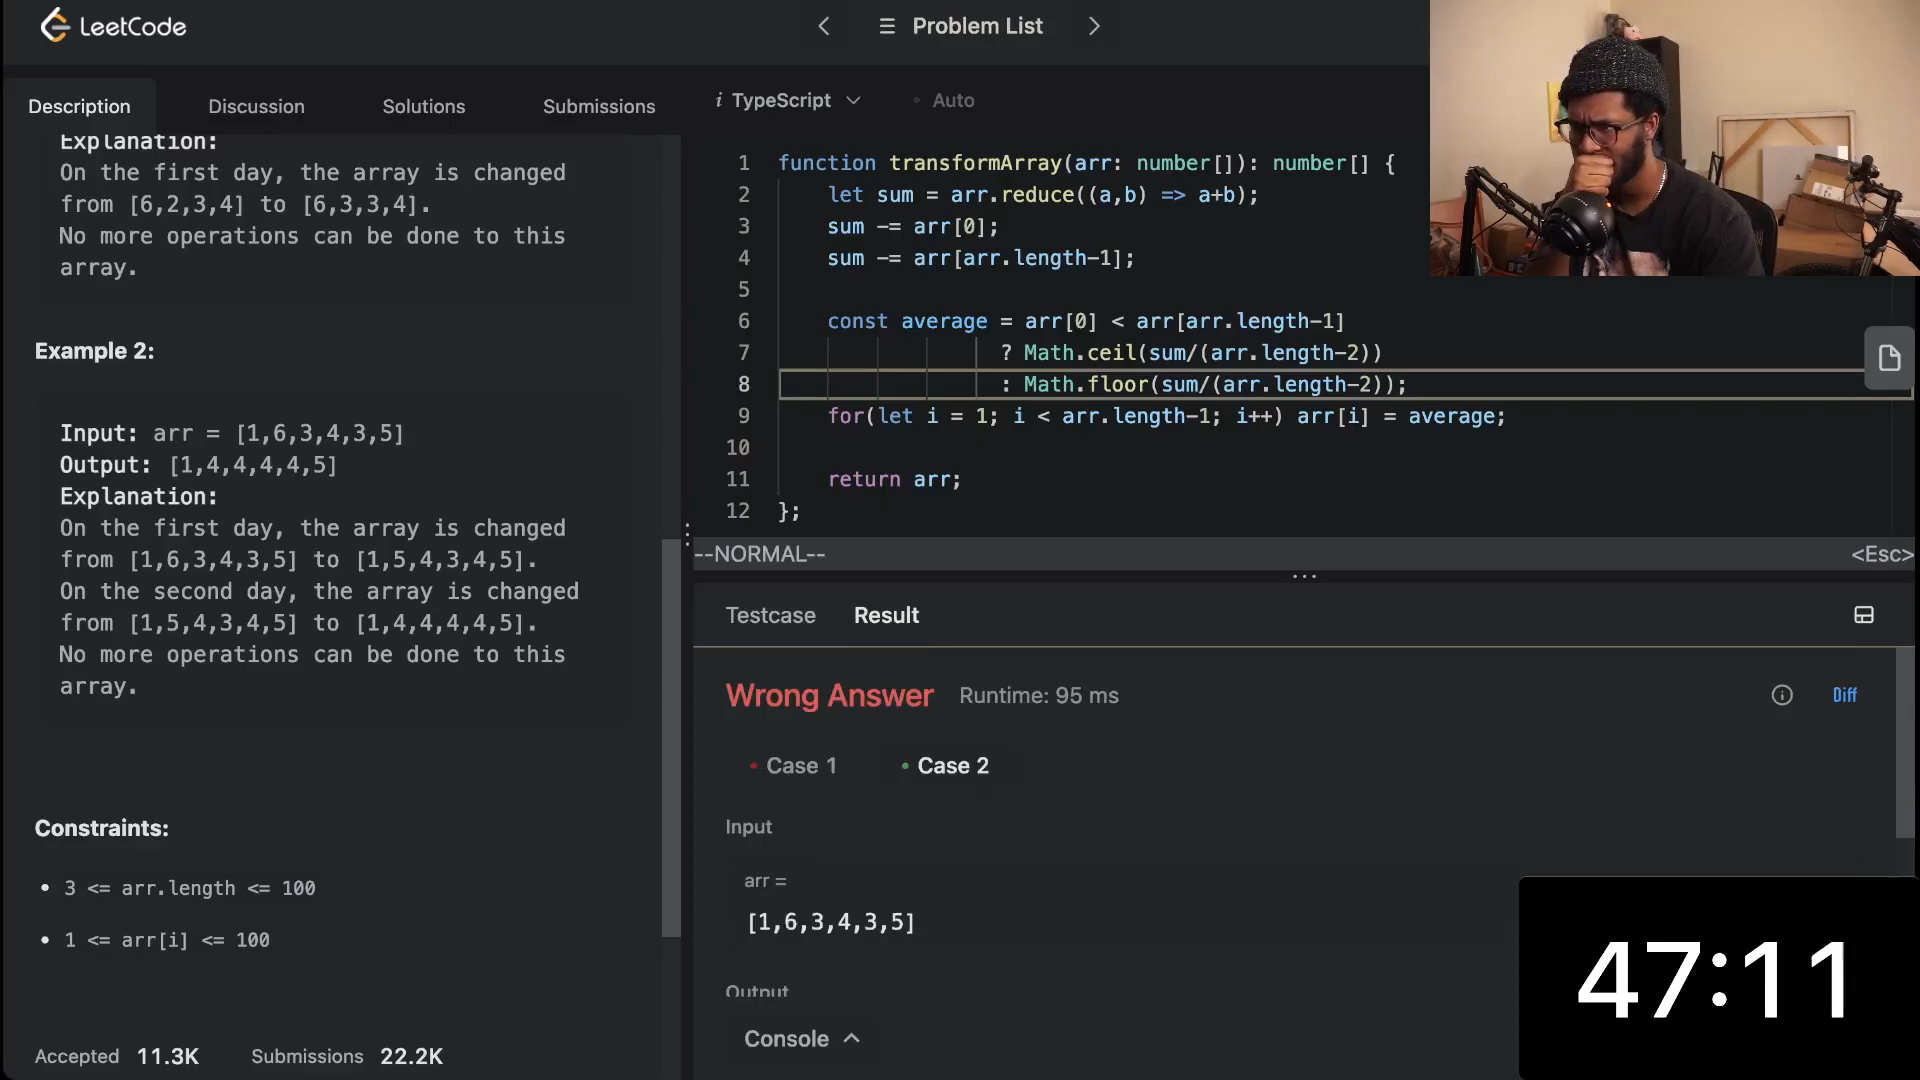 LeetCode
Problem List
Description Discussion Solutions Submissions
Explanation:
On the first day, the array is changed
from [6,2,3,4] to [6,3,3,4].
No more operations can be done to this
array.
Example 2:
Input: arr = [1,6,3,4,3,5]
Output: [1,4,4,4,4,5]
Explanation:
On the first day, the array is changed
from [1,6,3,4,3,5] to [1,5,4,3,4,5].
On the second day, the array is changed
from [1,5,4,3,4,5] to [1,4,4,4,4,5].
No more operations can be done to this
array.
Constraints:
• 3 <= arr.length <= 100
• 1 <= arr[i] <= 100
Accepted 11.3K Submissions 22.2K
i TypeScript • Auto
1 function transformArray(arr: number[]): number[] {
2 let sum = arr.reduce((a,b) => a+b);
3 sum -= arr[0];
4 sum -= arr[arr.length-1];
5
6 const average = arr[0] < arr[arr.length-1]
7 ? Math.ceil(sum/(arr.length-2))
8 : Math.floor(sum/(arr.length-2));
9 for(let i = 1; i < arr.length-1; i++) arr[i] = average;
10
11 return arr;
12 };
--NORMAL-- <Esc>
Testcase Result
Wrong Answer Runtime: 95 ms Diff
• Case 1 • Case 2
Input
arr =
[1,6,3,4,3,5]
Output
Console
47:11